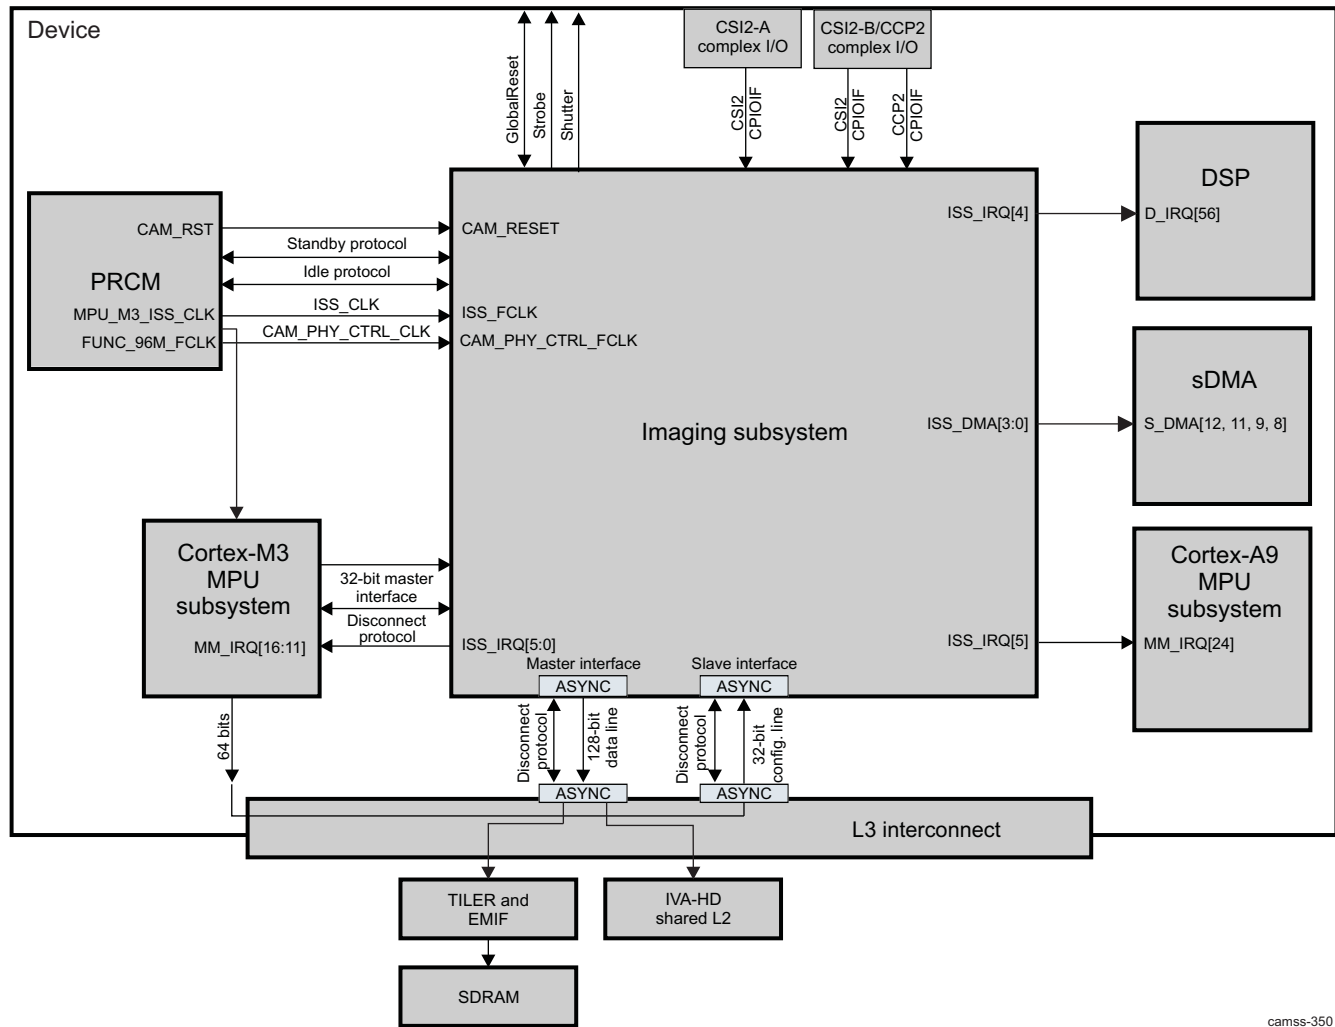 Device
GlobalReset
Strobe
Shutter
CSI2-A
complex I/O
CSI2-B/CCP2
complex I/O
CSI2
CPIOIF
CSI2
CPIOIF
CCP2
CPIOIF
DSP
D_IRQ[56]
ISS_IRQ[4]
CAM_RST
PRCM
MPU_M3_ISS_CLK
FUNC_96M_FCLK
Standby protocol
Idle protocol
ISS_CLK
CAM_PHY_CTRL_CLK
CAM_RESET
ISS_FCLK
CAM_PHY_CTRL_FCLK
Imaging subsystem
ISS_DMA[3:0]
sDMA
S_DMA[12, 11, 9, 8]
Cortex-M3
MPU
subsystem
MM_IRQ[16:11]
32-bit master
interface
Disconnect
protocol
ISS_IRQ[5:0]
ISS_IRQ[5]
Cortex-A9
MPU
subsystem
MM_IRQ[24]
Master interface
ASYNC
Slave interface
ASYNC
64 bits
Disconnect
protocol
128-bit
data line
Disconnect
protocol
32-bit
config. line
ASYNC
ASYNC
L3 interconnect
TILER and
EMIF
IVA-HD
shared L2
SDRAM
camss-350